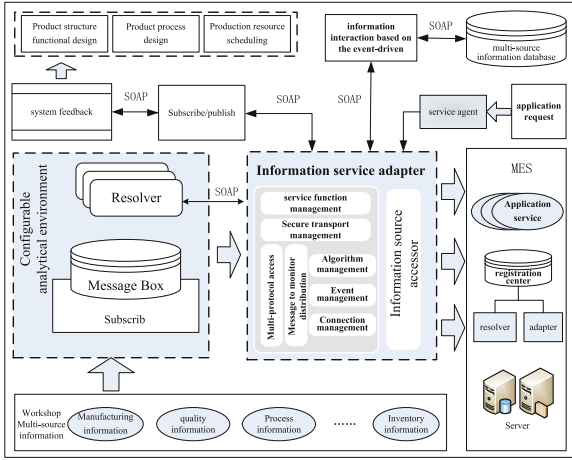 Product structure
functional design
Product process
design
Production resource
scheduling
information
interaction based on
the event-driven
SOAP
multi-source
information database
system feedback
SOAP
Subscribe/publish
SOAP
SOAP
service agent
application
request
Configurable
analytical environment
Resolver
SOAP
Message Box
Subscrib
Information service adapter
service function
management
Secure transport
management
Multi-protocol access
Message to monitor
distribution
Algorithm
management
Event
management
Connection
management
Information source
accessor
MES
Application
service
registration
center
resolver
adapter
Server
Workshop
Multi-source
information
Manufacturing
information
quality
information
Process
information
······
Inventory
information